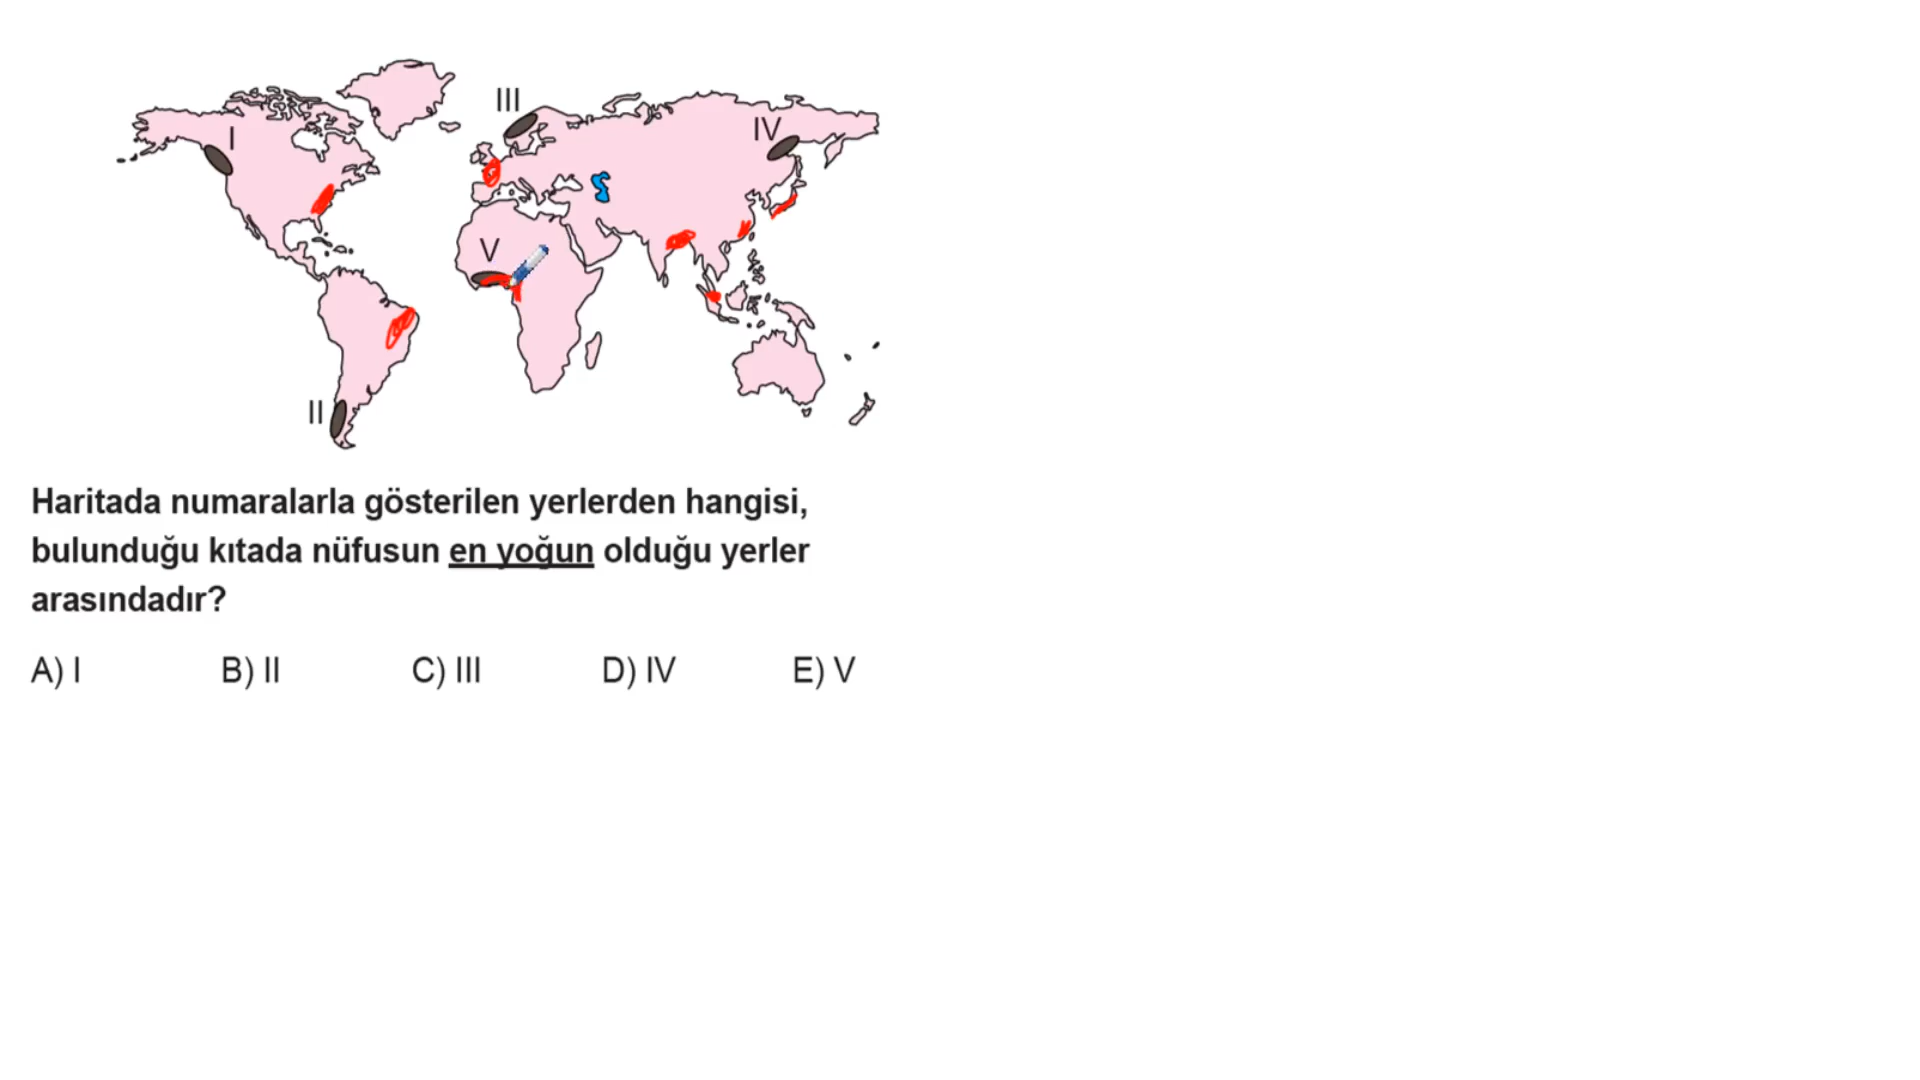 III
I
IV
V
II
Haritada numaralarla gösterilen yerlerden hangisi,
bulunduğu kıtada nüfusun en yoğun olduğu yerler
arasındadır?
A) I B) II C) III D) IV E) V